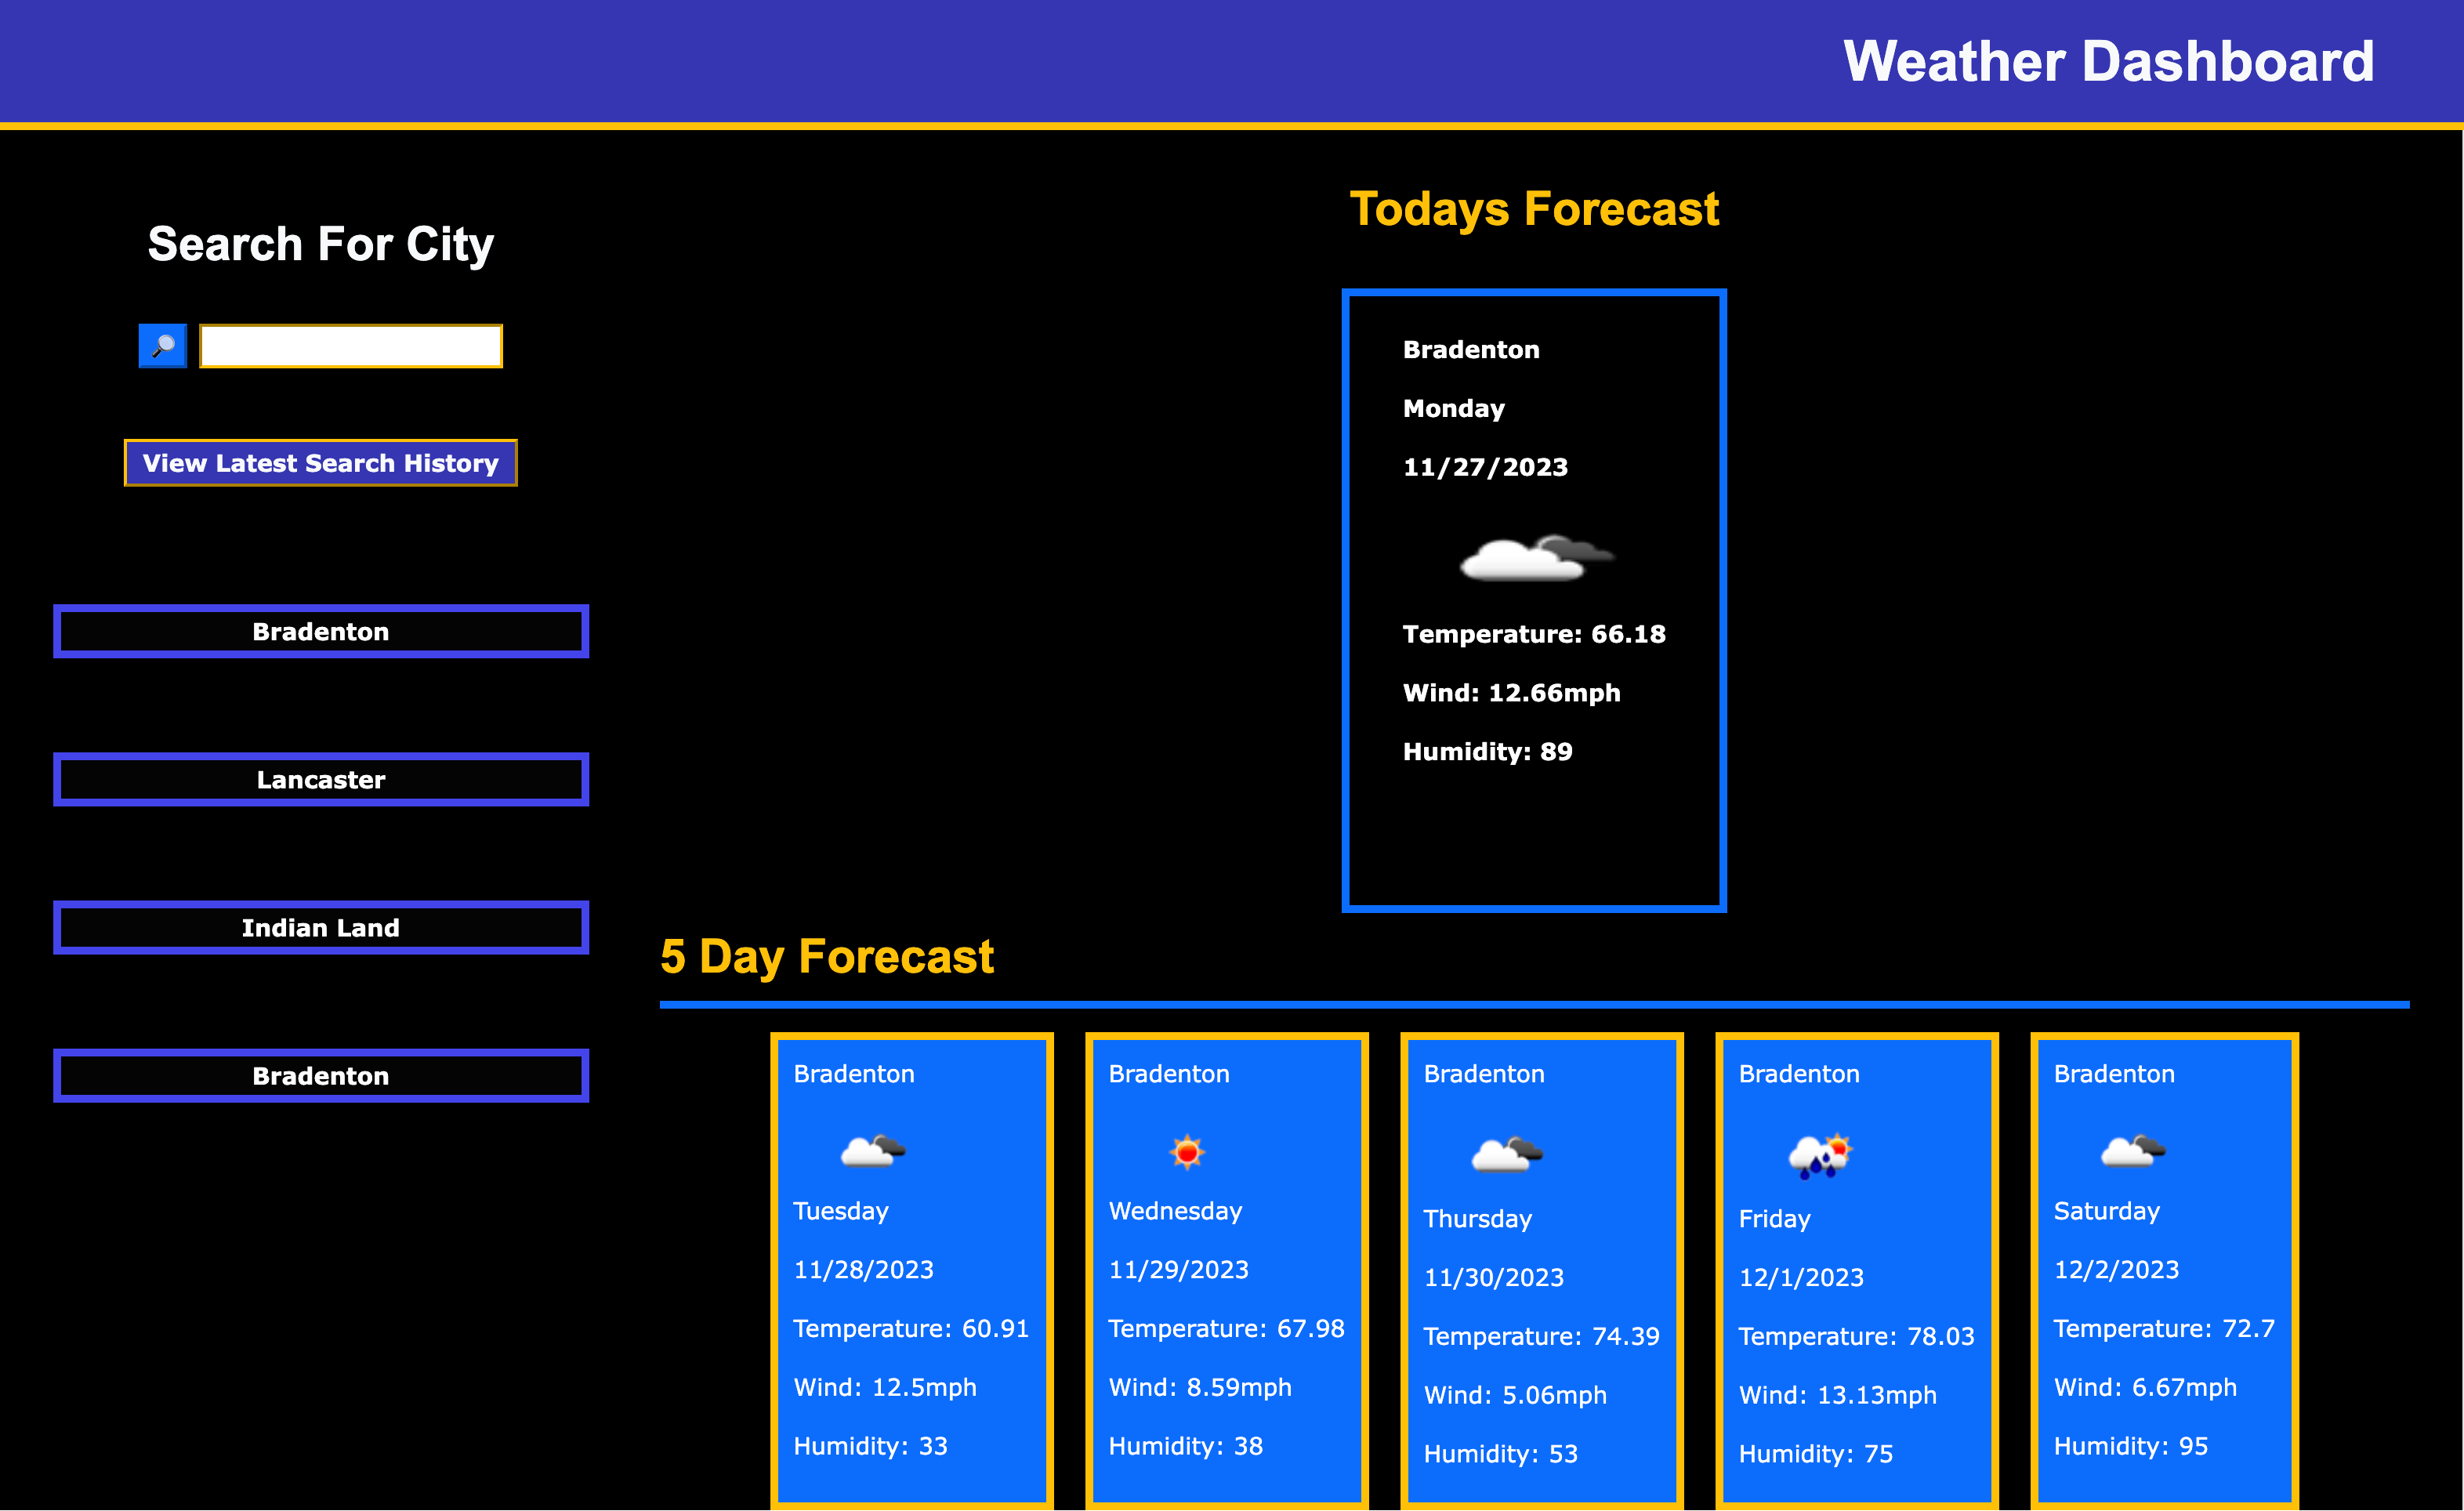 Weather Dashboard
Search For City
View Latest Search History
Bradenton
Lancaster
Indian Land
Bradenton
Todays Forecast
Bradenton
Monday
11/27/2023
Temperature: 66.18
Wind: 12.66mph
Humidity: 89
5 Day Forecast
Bradenton
Tuesday
11/28/2023
Temperature: 60.91
Wind: 12.5mph
Humidity: 33
Bradenton
Wednesday
11/29/2023
Temperature: 67.98
Wind: 8.59mph
Humidity: 38
Bradenton
Thursday
11/30/2023
Temperature: 74.39
Wind: 5.06mph
Humidity: 53
Bradenton
Friday
12/1/2023
Temperature: 78.03
Wind: 13.13mph
Humidity: 75
Bradenton
Saturday
12/2/2023
Temperature: 72.7
Wind: 6.67mph
Humidity: 95